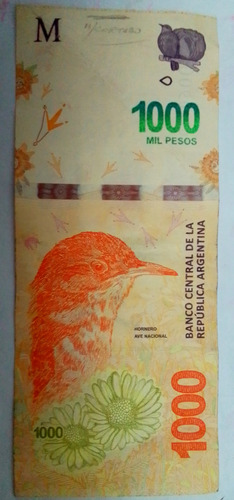 M
1000
MIL PESOS
HORNERO
AVE NACIONAL
BANCO CENTRAL DE LA
REPÚBLICA ARGENTINA
1000
1000